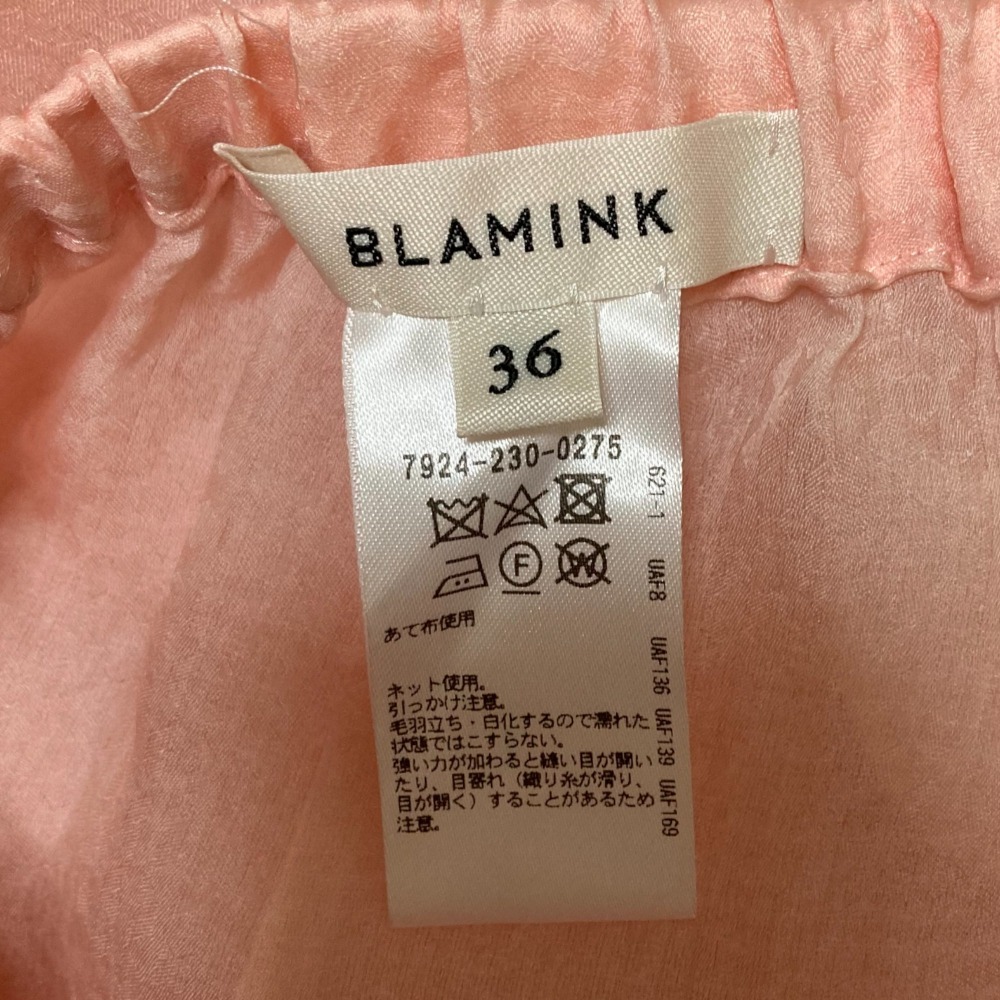 BLAMINK
36
7924-230-0275
F
W
あて布使用
ネット使用。
引っかけ注意。
毛羽立ち・白化するので濡れた
状態ではこすらない。
強い力が加わると縫い目が開い
たり、目寄れ（織り糸が滑り、
目が開く）することがあるため
注意。
621-1 UAF8 UAF136 UAF139 UAF169